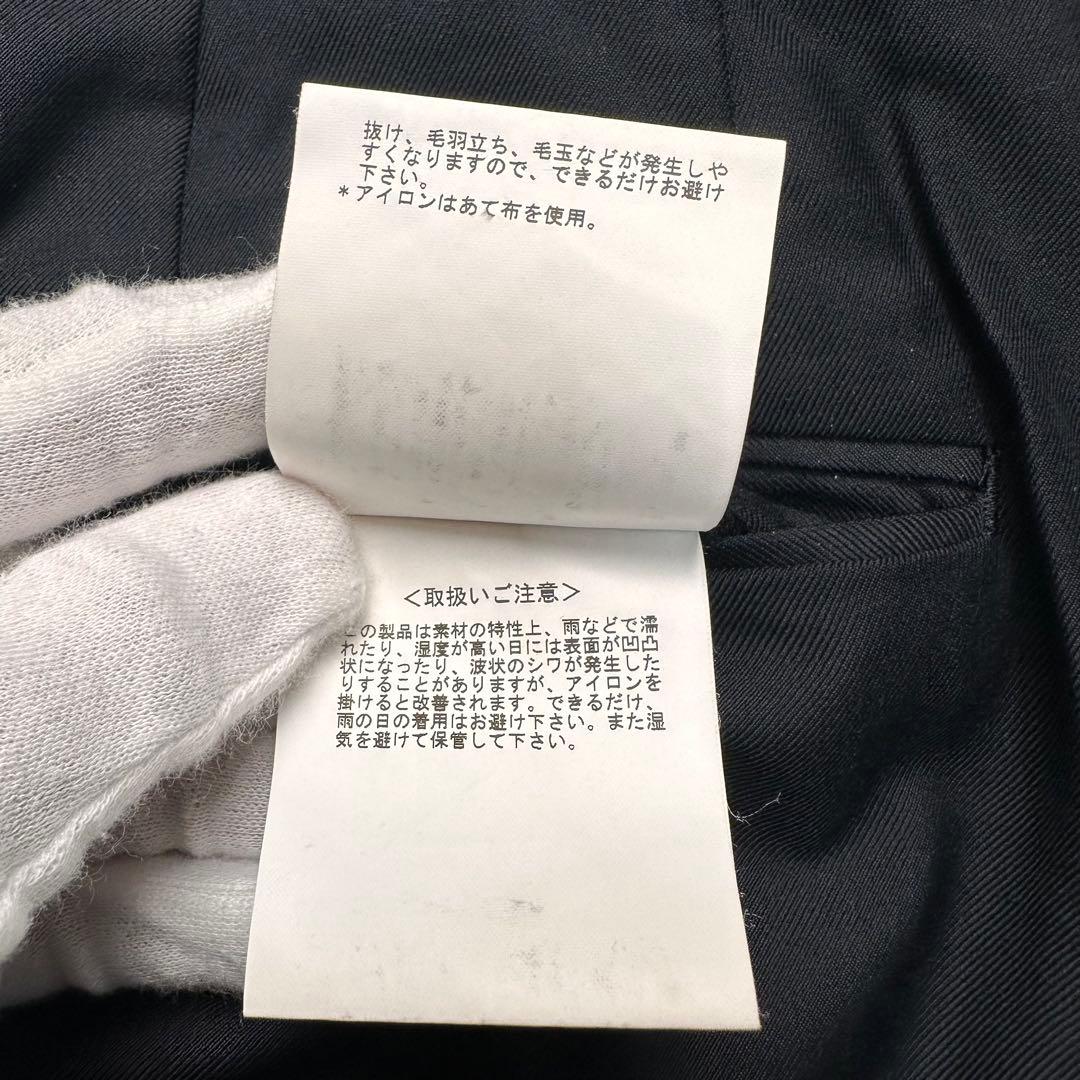 抜け、毛羽立ち、毛玉などが発生しや
すくなりますので、できるだけお避け
下さい。
*アイロンはあて布を使用。
<取扱いご注意>
この製品は素材の特性上、雨などで濡
れたり、湿度が高い日には表面が凹凸
状になったり、波状のシワが発生した
りすることがありますが、アイロンを
掛けると改善されます。できるだけ、
雨の日の着用はお避け下さい。また湿
気を避けて保管して下さい。